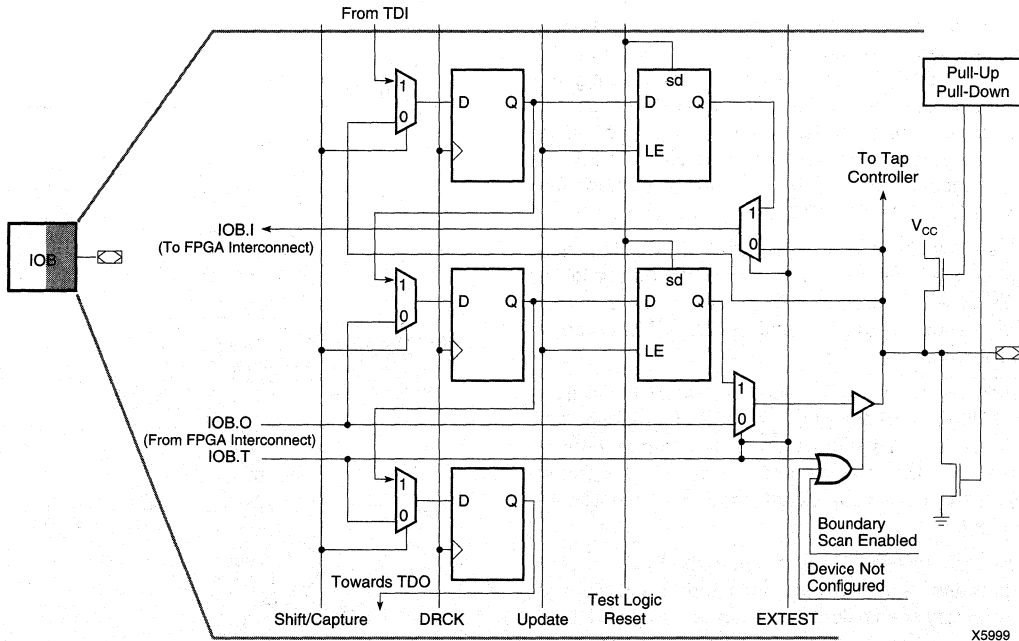 From TDI
Pull-Up
Pull-Down
sd
1
0
D
Q
D
Q
LE
To Tap
Controller
IOB.I
(To FPGA Interconnect)
1
0
VCC
IOB
sd
1
0
D
Q
D
Q
LE
1
0
IOB.O
(From FPGA Interconnect)
IOB.T
1
0
D
Q
Boundary
Scan Enabled
Device Not
Configured
Towards TDO
Shift/Capture
DRCK
Update
Test Logic
Reset
EXTEST
X5999